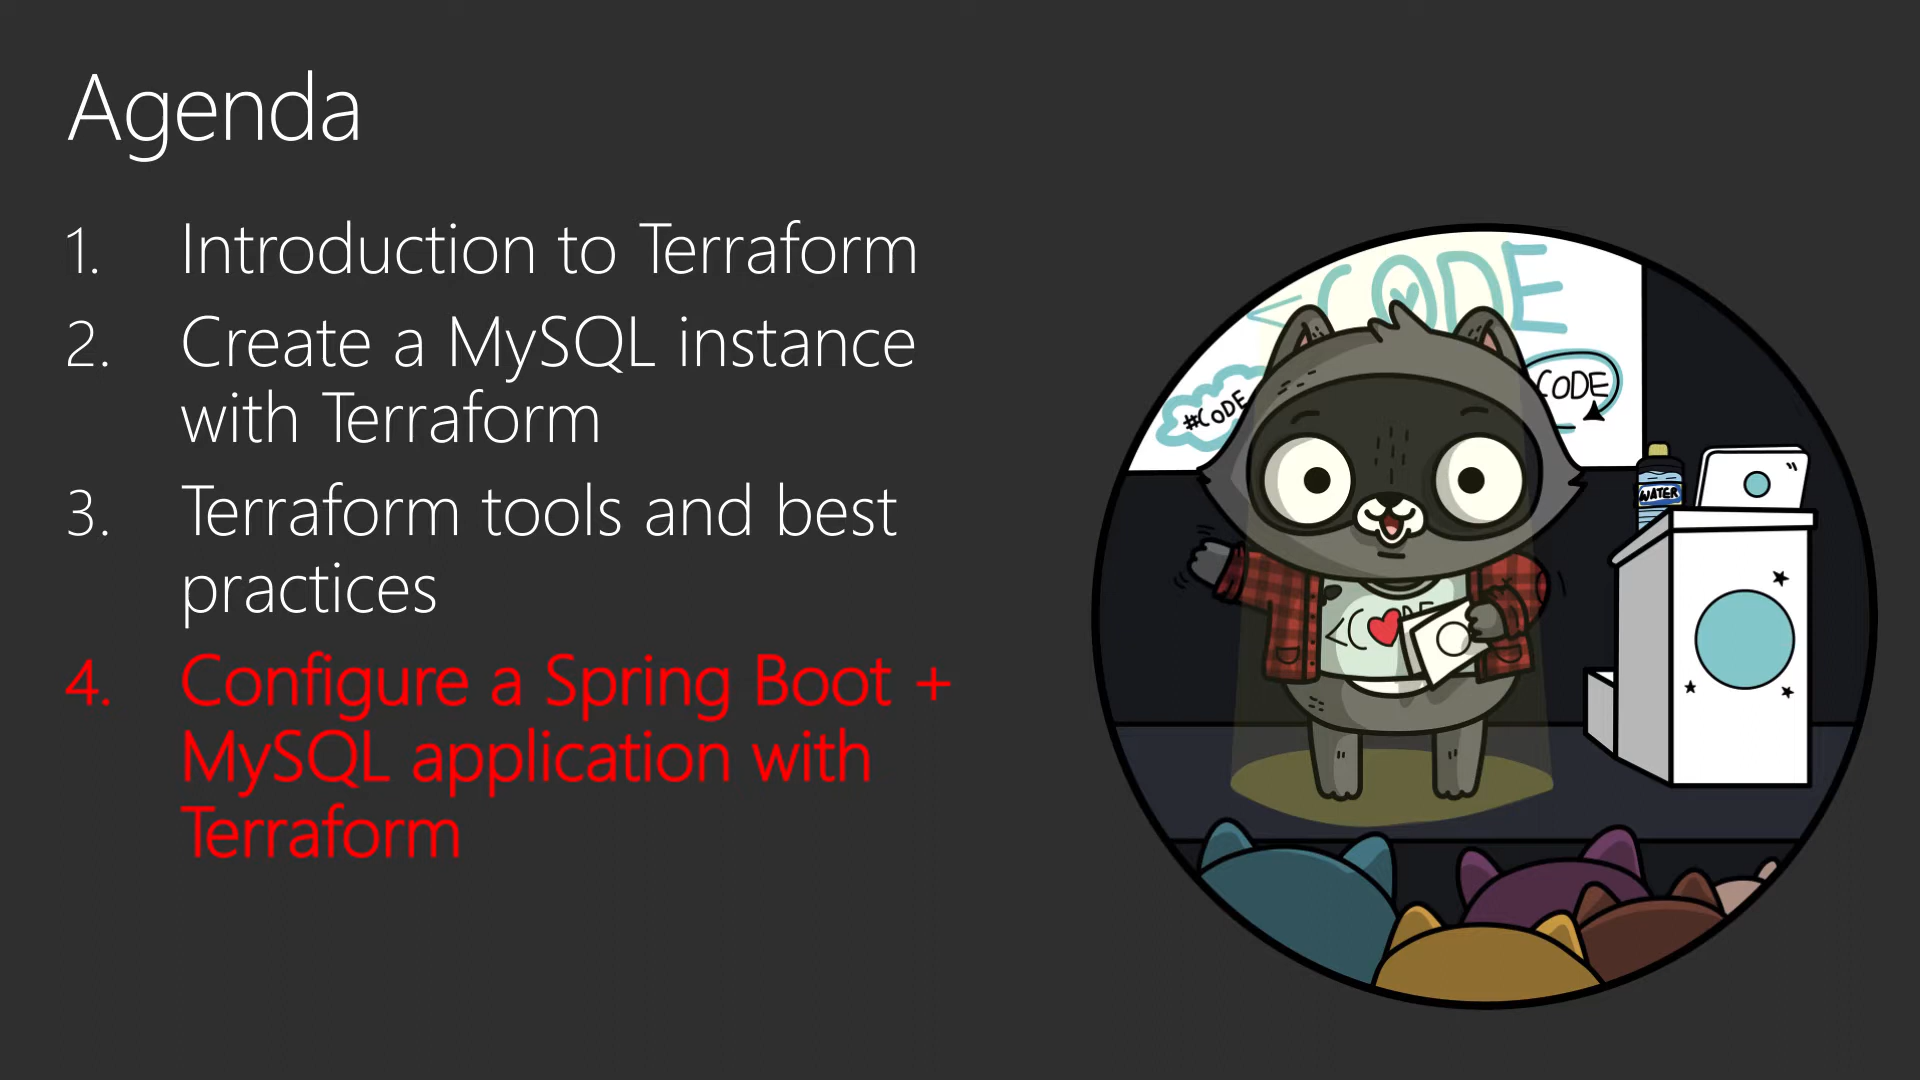 Agenda
1. Introduction to Terraform
2. Create a MySQL instance
with Terraform
3. Terraform tools and best
practices
4. Configure a Spring Boot +
MySQL application with
Terraform
<CODE
#CODE
CODE
WATER